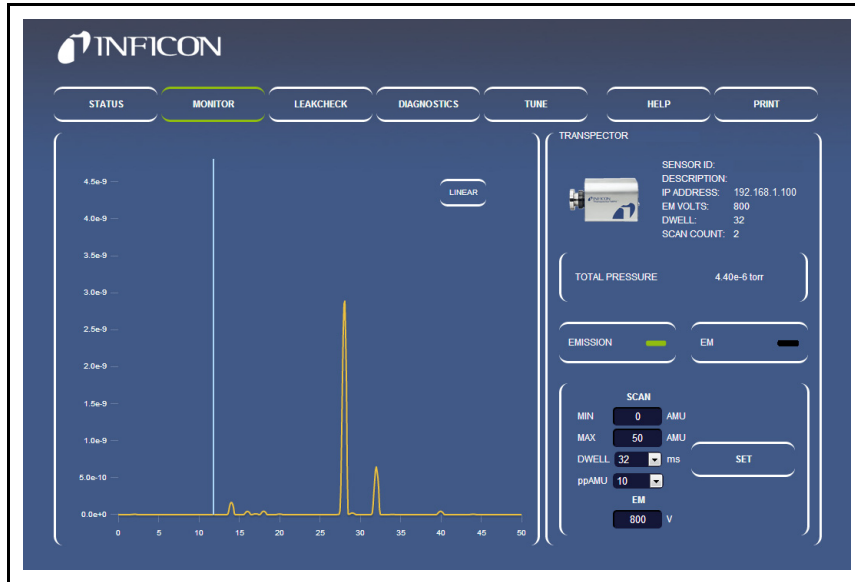 INFICON
STATUS MONITOR LEAKCHECK DIAGNOSTICS TUNE HELP PRINT
LINEAR
4.5e-9
4.0e-9
3.5e-9
3.0e-9
2.5e-9
2.0e-9
1.5e-9
1.0e-9
5.0e-10
0.0e+0
0 5 10 15 20 25 30 35 40 45 50
TRANSPECTOR
SENSOR ID:
DESCRIPTION:
IP ADDRESS: 192.168.1.100
EM VOLTS: 800
DWELL: 32
SCAN COUNT: 2
TOTAL PRESSURE 4.40e-6 torr
EMISSION EM
SCAN
MIN 0 AMU
MAX 50 AMU
DWELL 32 ms
SET
ppAMU 10
EM
800 V